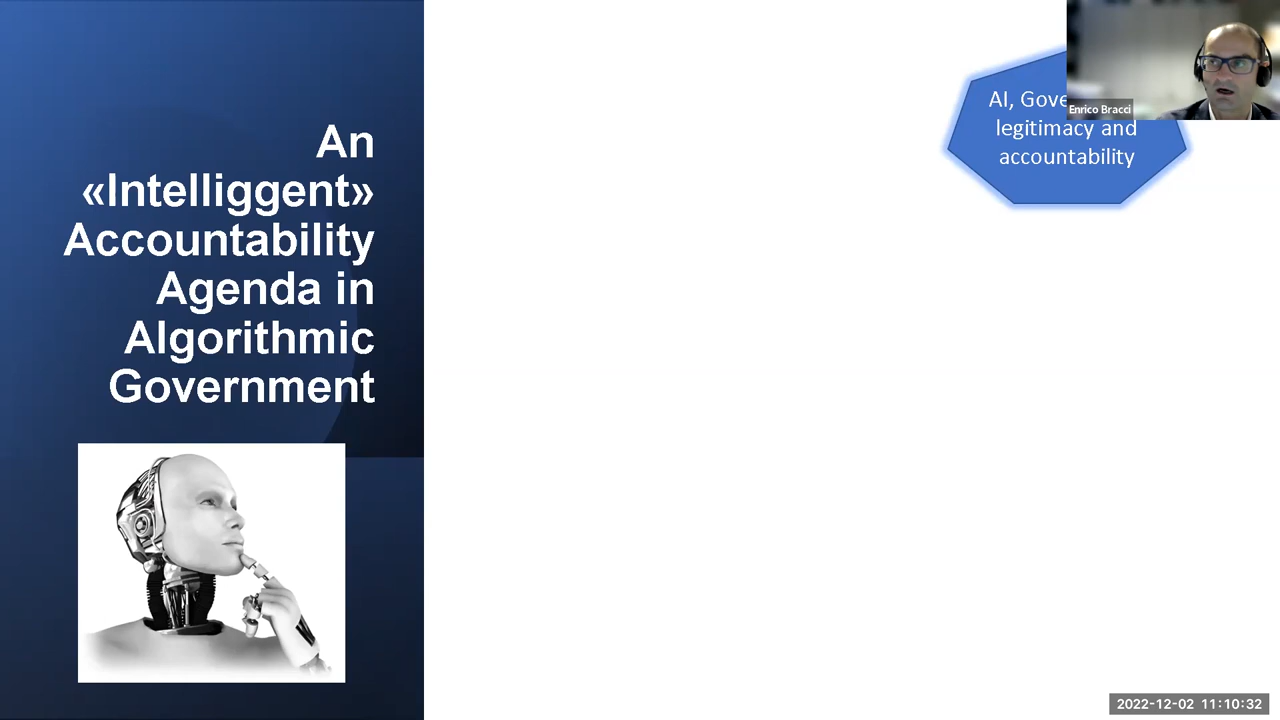 An
«Intelliggent»
Accountability
Agenda in
Algorithmic
Government
AI,
legitimacy and
accountability
Enrico Bracci
2022-12-02 11:10:32